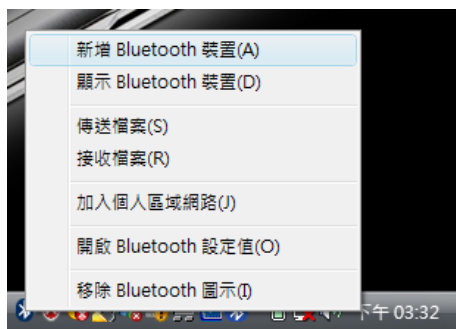 新增 Bluetooth 裝置(A)
顯示 Bluetooth 裝置(D)
傳送檔案(S)
接收檔案(R)
加入個人區域網路(J)
開啟 Bluetooth 設定值(O)
移除 Bluetooth 圖示(I)
下午 03:32